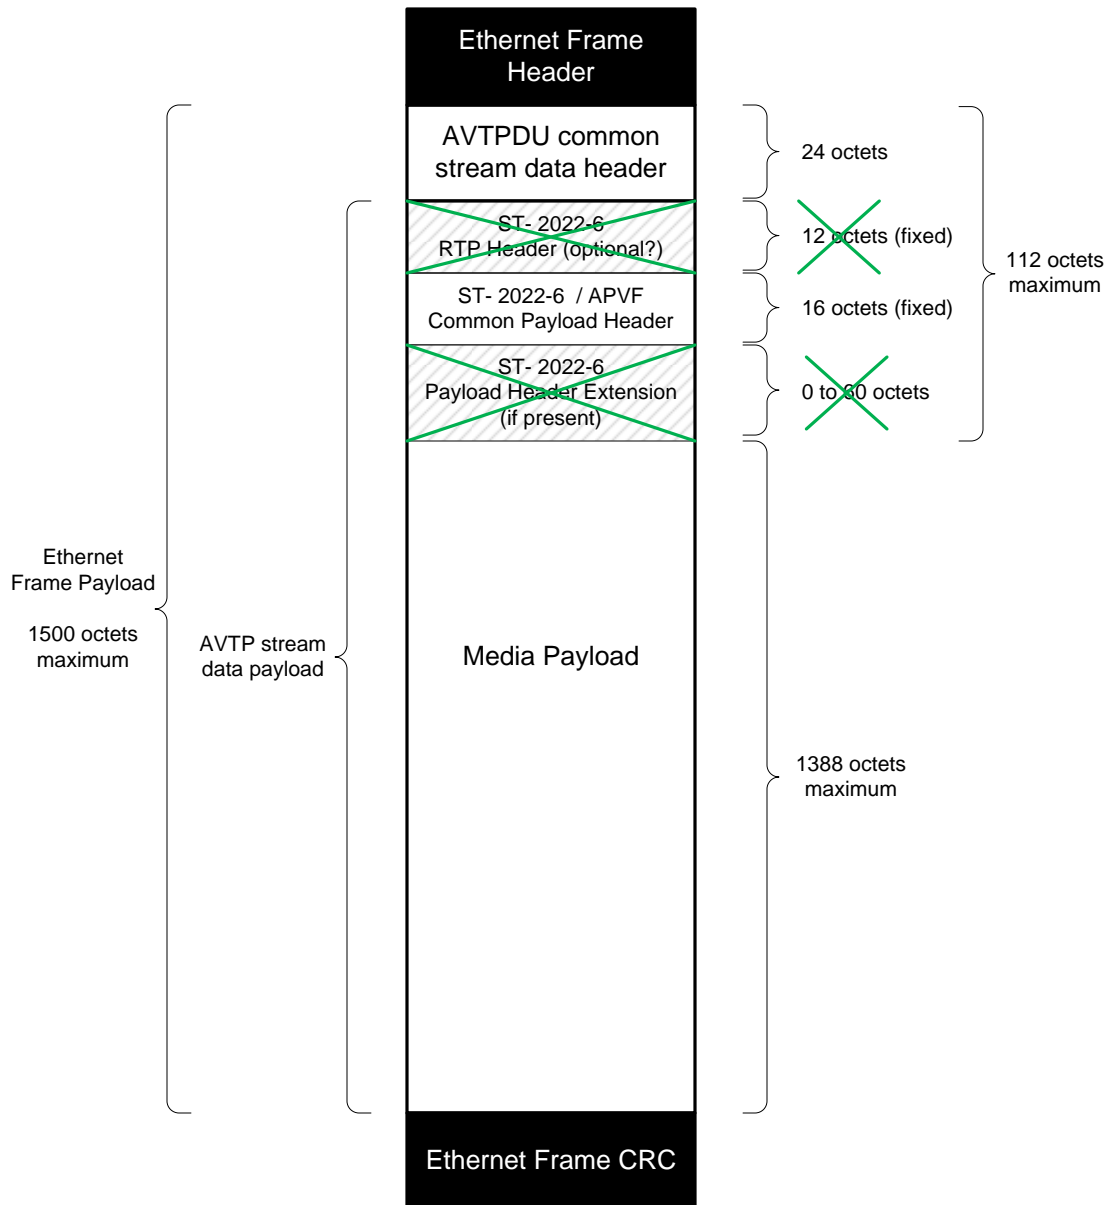 Ethernet Frame
Header
AVTPDU common
stream data header
24 octets
ST- 2022-6
RTP Header (optional?)
12 octets (fixed)
112 octets
maximum
ST- 2022-6 / APVF
Common Payload Header
16 octets (fixed)
ST- 2022-6
Payload Header Extension
(if present)
0 to 60 octets
Ethernet
Frame Payload
1500 octets
maximum
AVTP stream
data payload
Media Payload
1388 octets
maximum
Ethernet Frame CRC